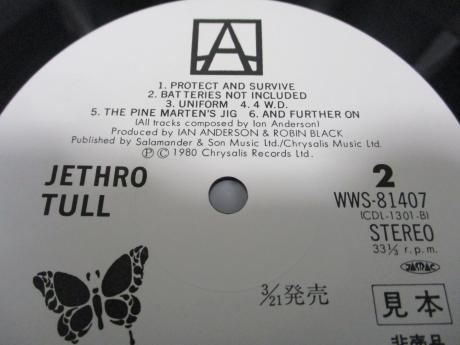 A
1. PROTECT AND SURVIVE
2. BATTERIES NOT INCLUDED
3. UNIFORM 4. 4 W.D.
5. THE PINE MARTEN'S JIG 6. AND FURTHER ON
(All tracks composed by Ian Anderson)
Produced by IAN ANDERSON & ROBIN BLACK
Published by Salamander & Son Music Ltd./Chrysalis Music Ltd.
Ⓟ © 1980 Chrysalis Records Ltd.
JETHRO
TULL
2
WWS-81407
(CDL-1301-B)
STEREO
33⅓ r.p.m.
JASRAC
3/21発売
見本
非売品